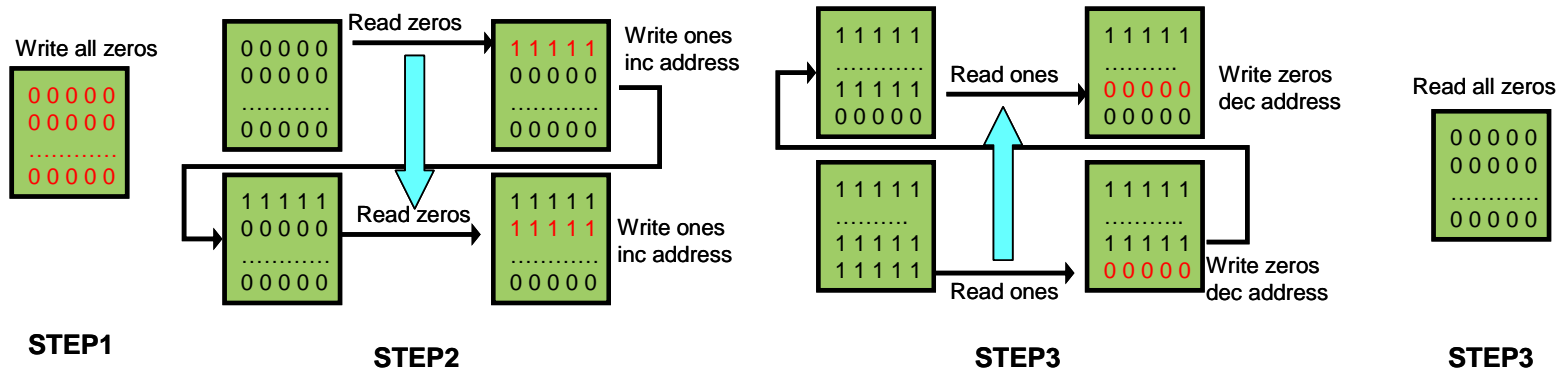 Write all zeros
0 0 0 0 0
0 0 0 0 0
............
0 0 0 0 0
STEP1
0 0 0 0 0
0 0 0 0 0
............
0 0 0 0 0
Read zeros
1 1 1 1 1
0 0 0 0 0
............
0 0 0 0 0
Write ones
inc address
1 1 1 1 1
0 0 0 0 0
............
0 0 0 0 0
Read zeros
1 1 1 1 1
1 1 1 1 1
............
0 0 0 0 0
Write ones
inc address
STEP2
1 1 1 1 1
............
1 1 1 1 1
0 0 0 0 0
Read ones
1 1 1 1 1
..........
0 0 0 0 0
0 0 0 0 0
Write zeros
dec address
1 1 1 1 1
..........
1 1 1 1 1
1 1 1 1 1
Read ones
1 1 1 1 1
...........
1 1 1 1 1
0 0 0 0 0
Write zeros
dec address
STEP3
Read all zeros
0 0 0 0 0
0 0 0 0 0
............
0 0 0 0 0
STEP3